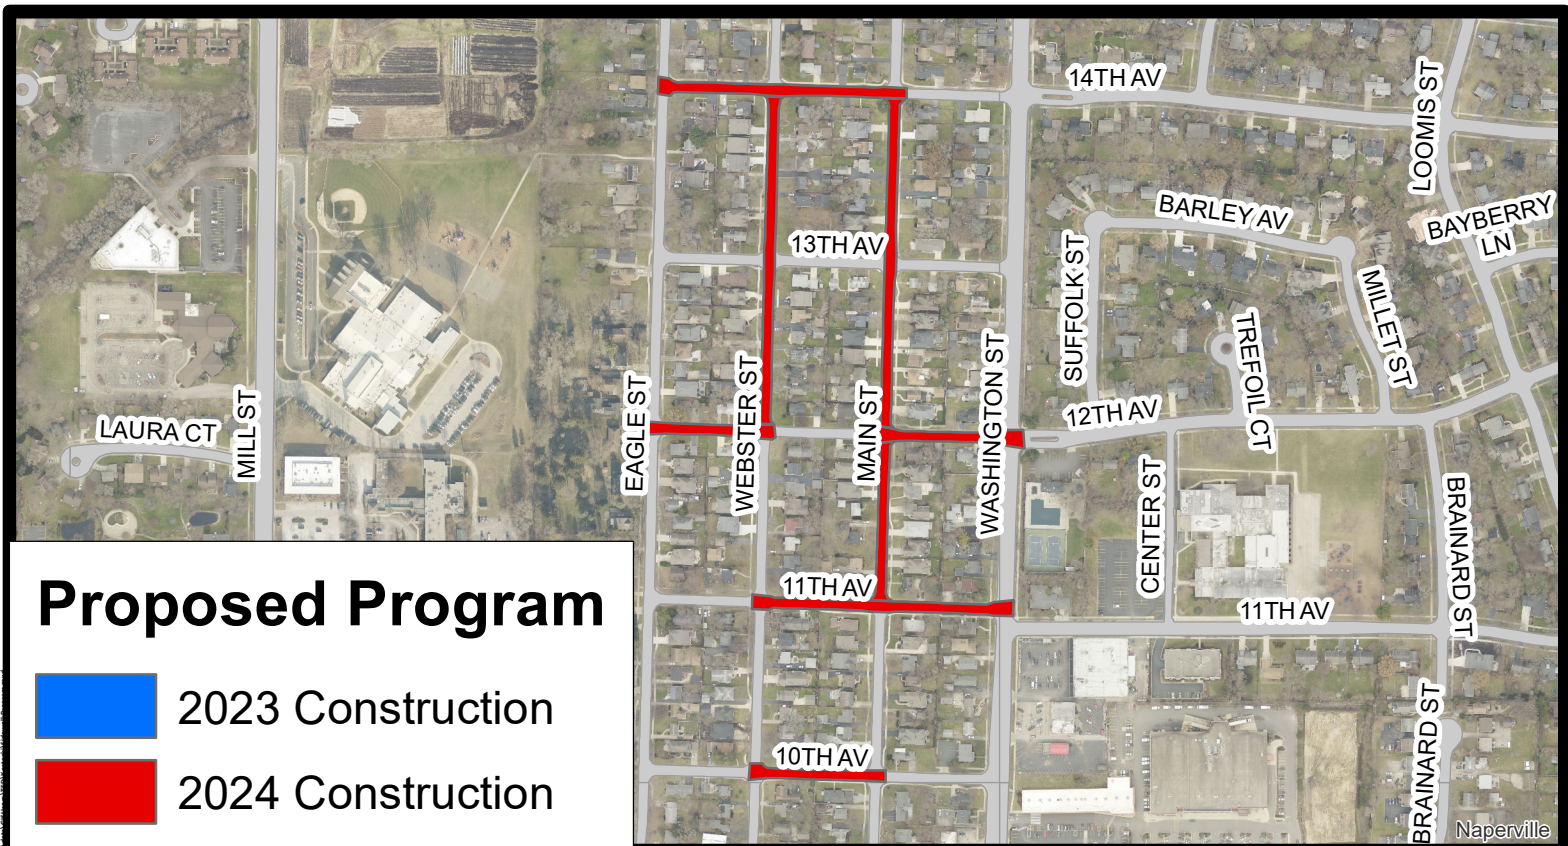 14TH AV
LOOMIS ST
BARLEY AV
BAYBERRY
LN
13TH AV
SUFFOLK ST
MILLET ST
TREFOIL CT
EAGLE ST
WEBSTER ST
MAIN ST
WASHINGTON ST
12TH AV
LAURA CT
MILL ST
CENTER ST
BRAINARD ST
11TH AV
11TH AV
10TH AV
BRAINARD ST
Proposed Program
2023 Construction
2024 Construction
Naperville